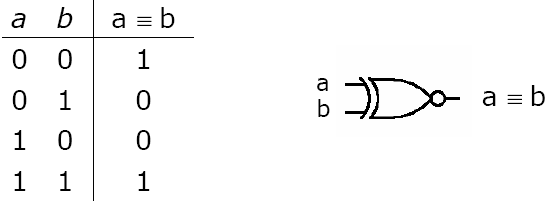 a b a ≡ b
0 0 1
0 1 0
1 0 0
1 1 1
a
b
a ≡ b